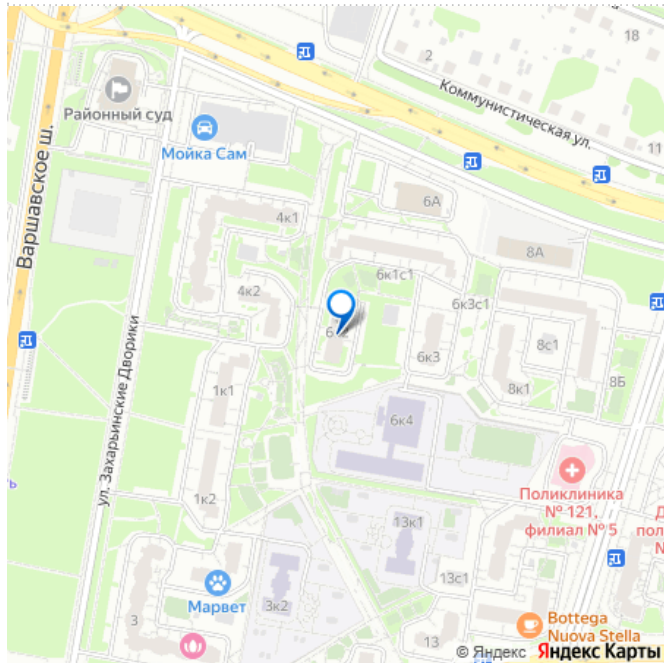 18
2
Коммунистическая ул.
11
Районный суд
Мойка Сам
Варшавское ш.
6А
4к1
8А
6к1с1
4к2
6к3с1
8с1
6к3
8Б
ул. Захарьинские Дворики
1к1
8к1
6к4
Поликлиника
№ 121,
филиал № 5
1к2
13к1
13с1
Марвет
3к2
3
13
Bottega
Nuova Stella
© Яндекс Яндекс Карты